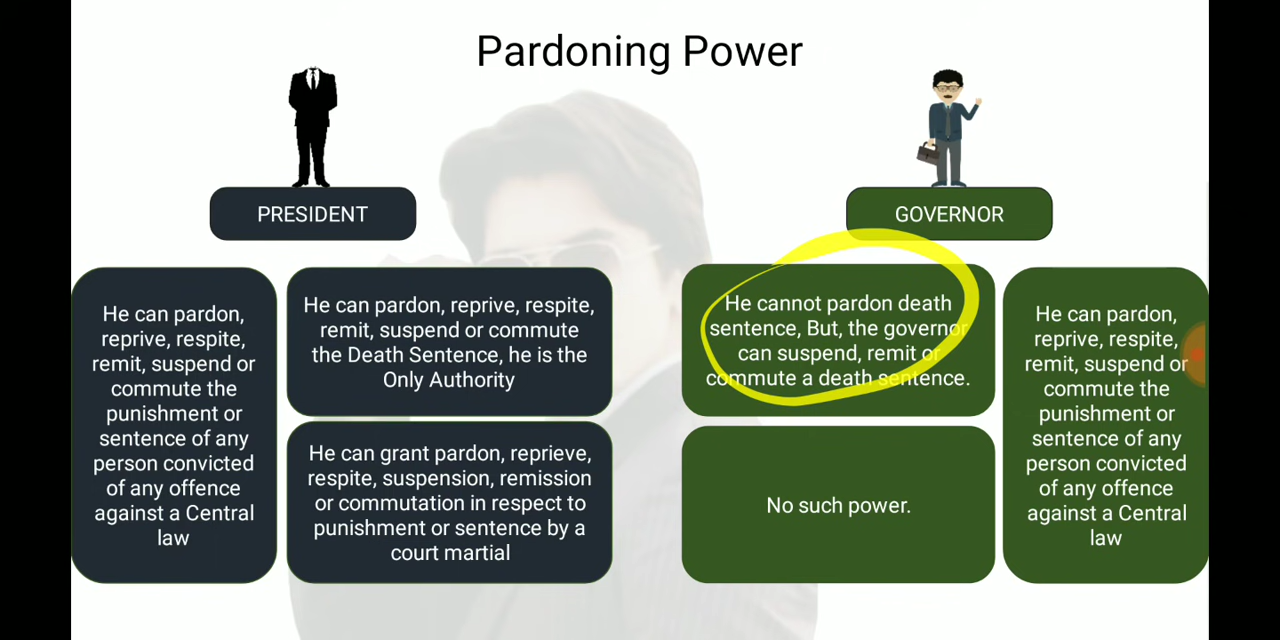 Pardoning Power
PRESIDENT
GOVERNOR
He can pardon,
reprive, respite,
remit, suspend or
commute the
punishment or
sentence of any
person convicted
of any offence
against a Central
law
He can pardon, reprive, respite,
remit, suspend or commute
the Death Sentence, he is the
Only Authority
He can grant pardon, reprieve,
respite, suspension, remission
or commutation in respect to
punishment or sentence by a
court martial
He cannot pardon death
sentence, But, the governor
can suspend, remit or
commute a death sentence.
No such power.
He can pardon,
reprive, respite,
remit, suspend or
commute the
punishment or
sentence of any
person convicted
of any offence
against a Central
law